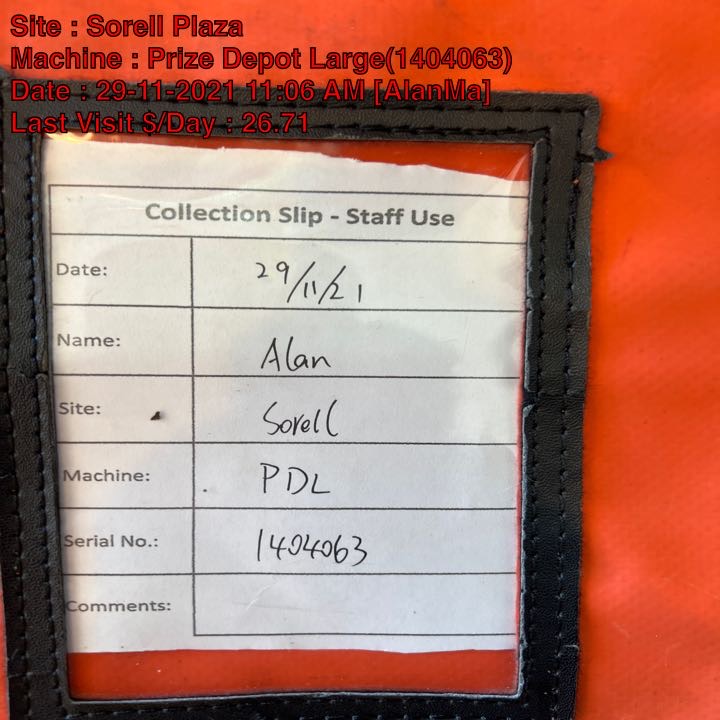 Site : Sorell Plaza
Machine : Prize Depot Large(1404063)
Date : 29-11-2021 11:06 AM [AlanMa]
Last Visit $/Day : 26.71
Collection Slip - Staff Use
Date: 29/11/21
Name: Alan
Site: Sorell
Machine: PDL
Serial No.: 1404063
Comments: